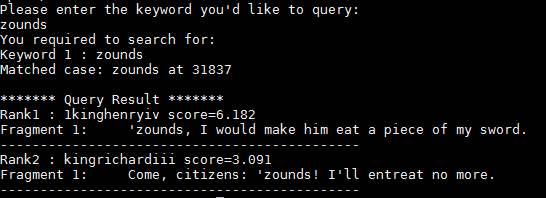 Please enter the keyword you'd like to query:
zounds
You required to search for:
Keyword 1 : zounds
Matched case: zounds at 31837
******* Query Result *******
Rank1 : 1kinghenryiv score=6.182
Fragment 1:     'zounds, I would make him eat a piece of my sword.
--------------------------------------------
Rank2 : kingrichardiii score=3.091
Fragment 1:     Come, citizens: 'zounds! I'll entreat no more.
--------------------------------------------